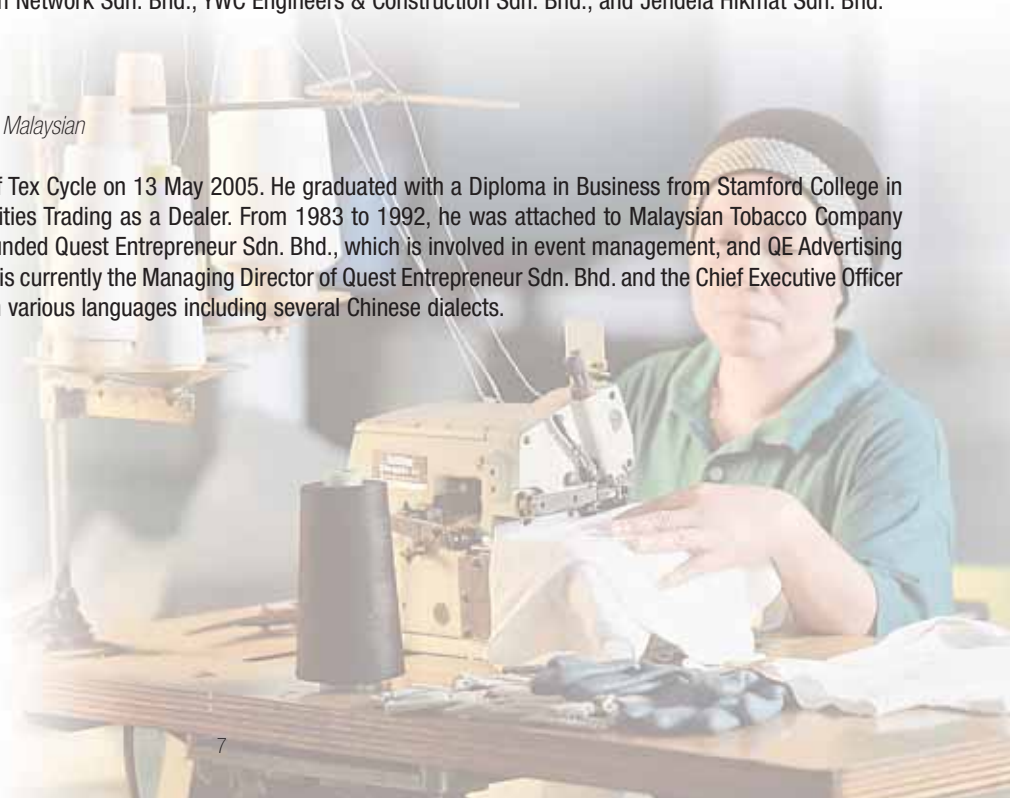 Network Sdn. Bhd., YWC Engineers & Construction Sdn. Bhd., and Jendela Hikmat Sdn. Bhd.
Malaysian
Tex Cycle on 13 May 2005. He graduated with a Diploma in Business from Stamford College in
ities Trading as a Dealer. From 1983 to 1992, he was attached to Malaysian Tobacco Company
unded Quest Entrepreneur Sdn. Bhd., which is involved in event management, and QE Advertising
is currently the Managing Director of Quest Entrepreneur Sdn. Bhd. and the Chief Executive Officer
various languages including several Chinese dialects.
7